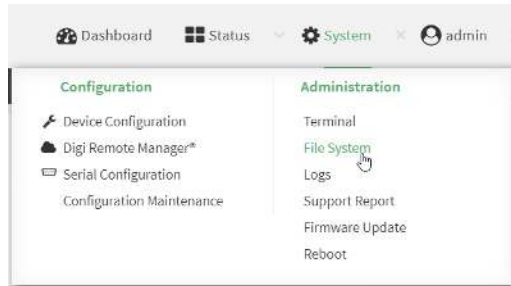 Dashboard Status System admin
Configuration
Device Configuration
Digi Remote Manager®
Serial Configuration
Configuration Maintenance
Administration
Terminal
File System
Logs
Support Report
Firmware Update
Reboot